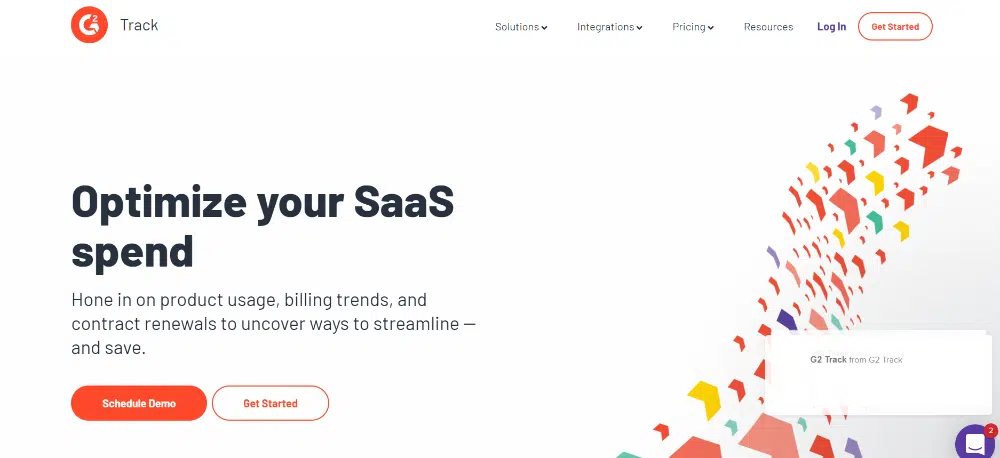 G2 Track
Solutions Integrations Pricing Resources Log In Get Started
Optimize your SaaS
spend
Hone in on product usage, billing trends, and
contract renewals to uncover ways to streamline —
and save.
Schedule Demo Get Started
G2 Track from G2 Track
2